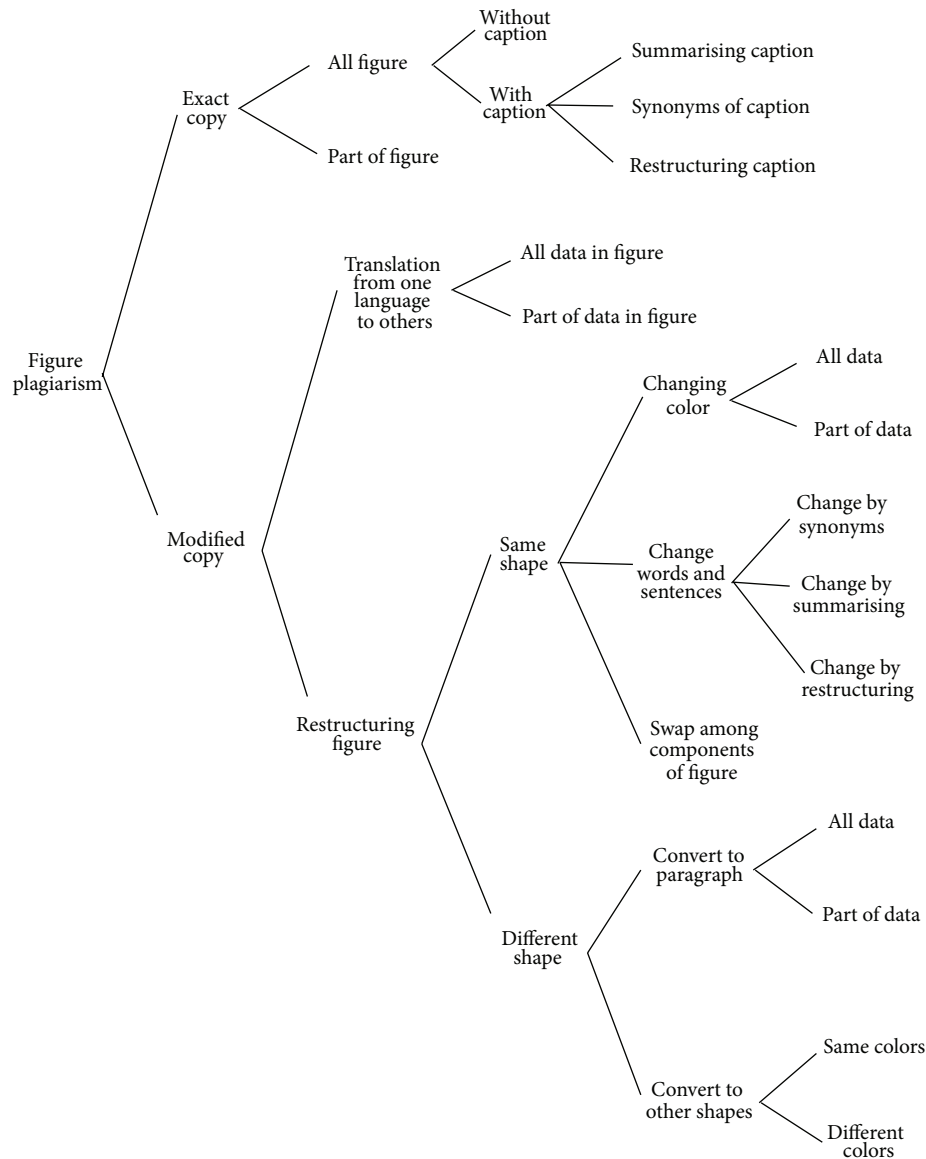 Without
caption
All figure
Summarising caption
Exact
copy
With
caption
Synonyms of caption
Part of figure
Restructuring caption
Translation
from one
language
to others
All data in figure
Part of data in figure
Figure
plagiarism
Changing
color
All data
Part of data
Modified
copy
Same
shape
Change
words and
sentences
Change by
synonyms
Change by
summarising
Change by
restructuring
Restructuring
figure
Swap among
components
of figure
Different
shape
Convert to
paragraph
All data
Part of data
Convert to
other shapes
Same colors
Different
colors